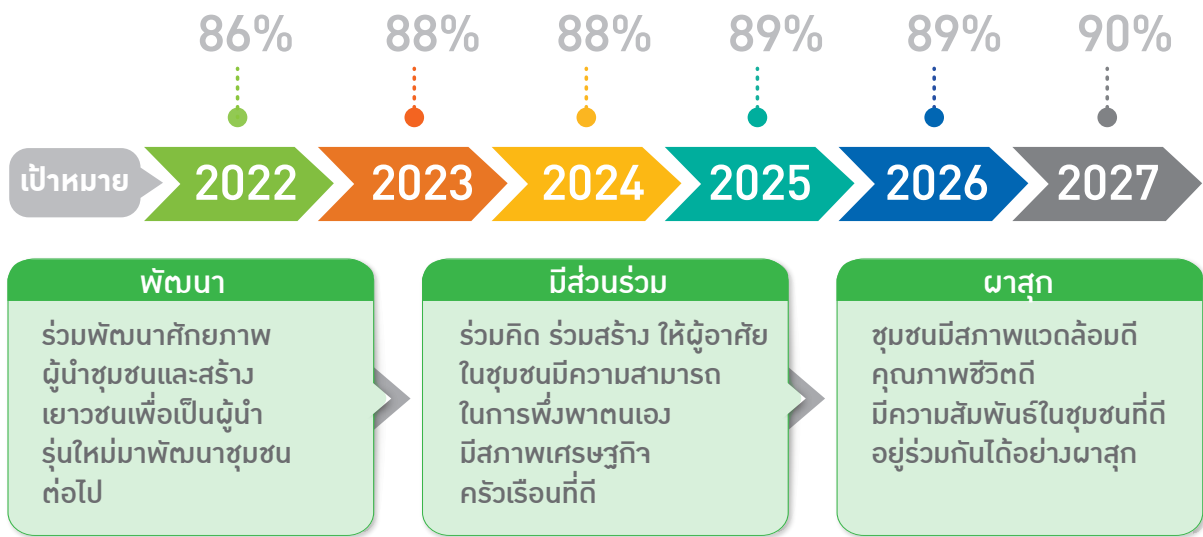 86% 88% 88% 89% 89% 90%
เป้าหมาย 2022 2023 2024 2025 2026 2027
พัฒนา
ร่วมพัฒนาศักยภาพ
ผู้นำชุมชนและสร้าง
เยาวชนเพื่อเป็นผู้นำ
รุ่นใหม่มาพัฒนาชุมชน
ต่อไป
มีส่วนร่วม
ร่วมคิด ร่วมสร้าง ให้ผู้อาศัย
ในชุมชนมีความสามารถ
ในการพึ่งพาตนเอง
มีสภาพเศรษฐกิจ
ครัวเรือนที่ดี
ผาสุก
ชุมชนมีสภาพแวดล้อมดี
คุณภาพชีวิตดี
มีความสัมพันธ์ในชุมชนที่ดี
อยู่ร่วมกันได้อย่างผาสุก